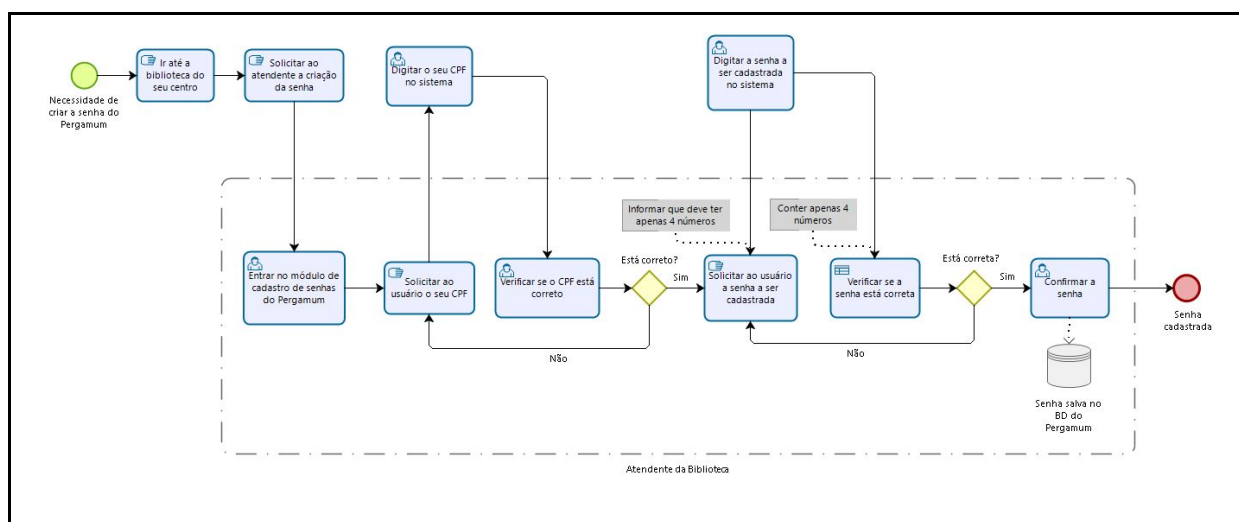 Necessidade de
criar a senha do
Pergamum
Ir até a
biblioteca do
seu centro
Solicitar ao
atendente a criação
da senha
Digitar o seu CPF
no sistema
Digitar a senha a
ser cadastrada
no sistema
Informar que deve ter
apenas 4 números
Conter apenas 4
números
Entrar no módulo de
cadastro de senhas
do Pergamum
Solicitar ao
usuário o seu CPF
Verificar se o CPF está
correto
Está correto?
Sim
Não
Solicitar ao usuário
a senha a ser
cadastrada
Verificar se a
senha está correta
Está correta?
Sim
Não
Confirmar a
senha
Senha
cadastrada
Senha salva no
BD do
Pergamum
Atendente da Biblioteca